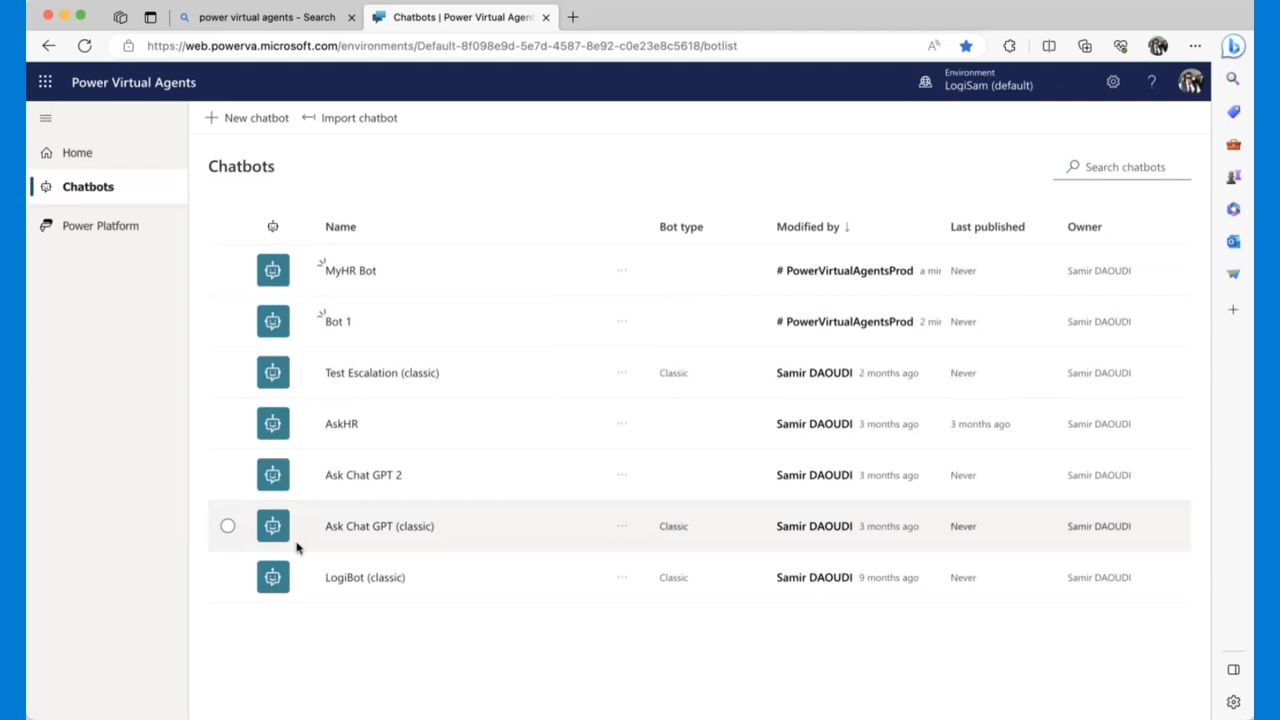 power virtual agents - Search
Chatbots | Power Virtual Agen
https://web.powerva.microsoft.com/environments/Default-8f098e9d-5e7d-4587-8e92-c0e23e8c5618/botlist
Power Virtual Agents
Environment
LogiSam (default)
New chatbot
Import chatbot
Home
Chatbots
Power Platform
Chatbots
Search chatbots
Name Bot type Modified by ↓ Last published Owner
MyHR Bot ... # PowerVirtualAgentsProd a min Never Samir DAOUDI
Bot 1 ... # PowerVirtualAgentsProd 2 min Never Samir DAOUDI
Test Escalation (classic) ... Classic Samir DAOUDI 2 months ago Never Samir DAOUDI
AskHR ... Samir DAOUDI 3 months ago 3 months ago Samir DAOUDI
Ask Chat GPT 2 ... Samir DAOUDI 3 months ago Never Samir DAOUDI
Ask Chat GPT (classic) ... Classic Samir DAOUDI 3 months ago Never Samir DAOUDI
LogiBot (classic) ... Classic Samir DAOUDI 9 months ago Never Samir DAOUDI